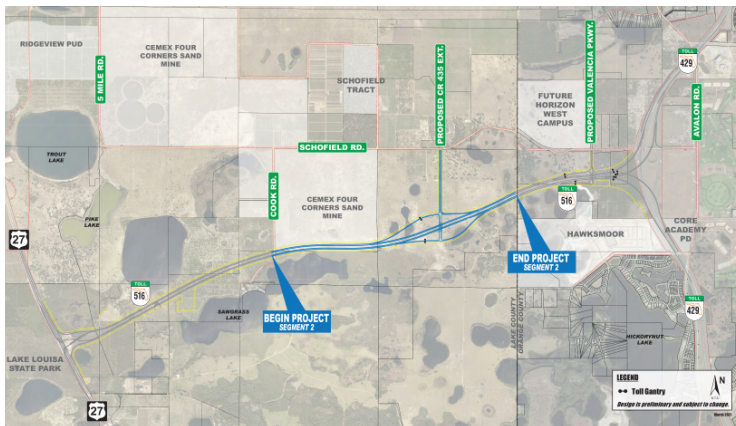 RIDGEVIEW PUD
5 MILE RD.
CEMEX FOUR
CORNERS SAND
MINE
SCHOFIELD
TRACT
PROPOSED CR 435 EXT.
FUTURE
HORIZON
WEST
CAMPUS
PROPOSED VALENCIA PKWY.
TOLL
429
AVALON RD.
TROUT
LAKE
SCHOFIELD RD.
COOK RD.
CEMEX FOUR
CORNERS SAND
MINE
PIKE
LAKE
27
TOLL
516
TOLL
516
HAWKSMOOR
CORE
ACADEMY
PD
END PROJECT
SEGMENT 2
BEGIN PROJECT
SEGMENT 2
SAWGRASS
LAKE
LAKE COUNTY
ORANGE COUNTY
TOLL
429
HICKORYNUT
LAKE
LAKE LOUISA
STATE PARK
27
LEGEND
Toll Gantry
N
Design is preliminary and subject to change.